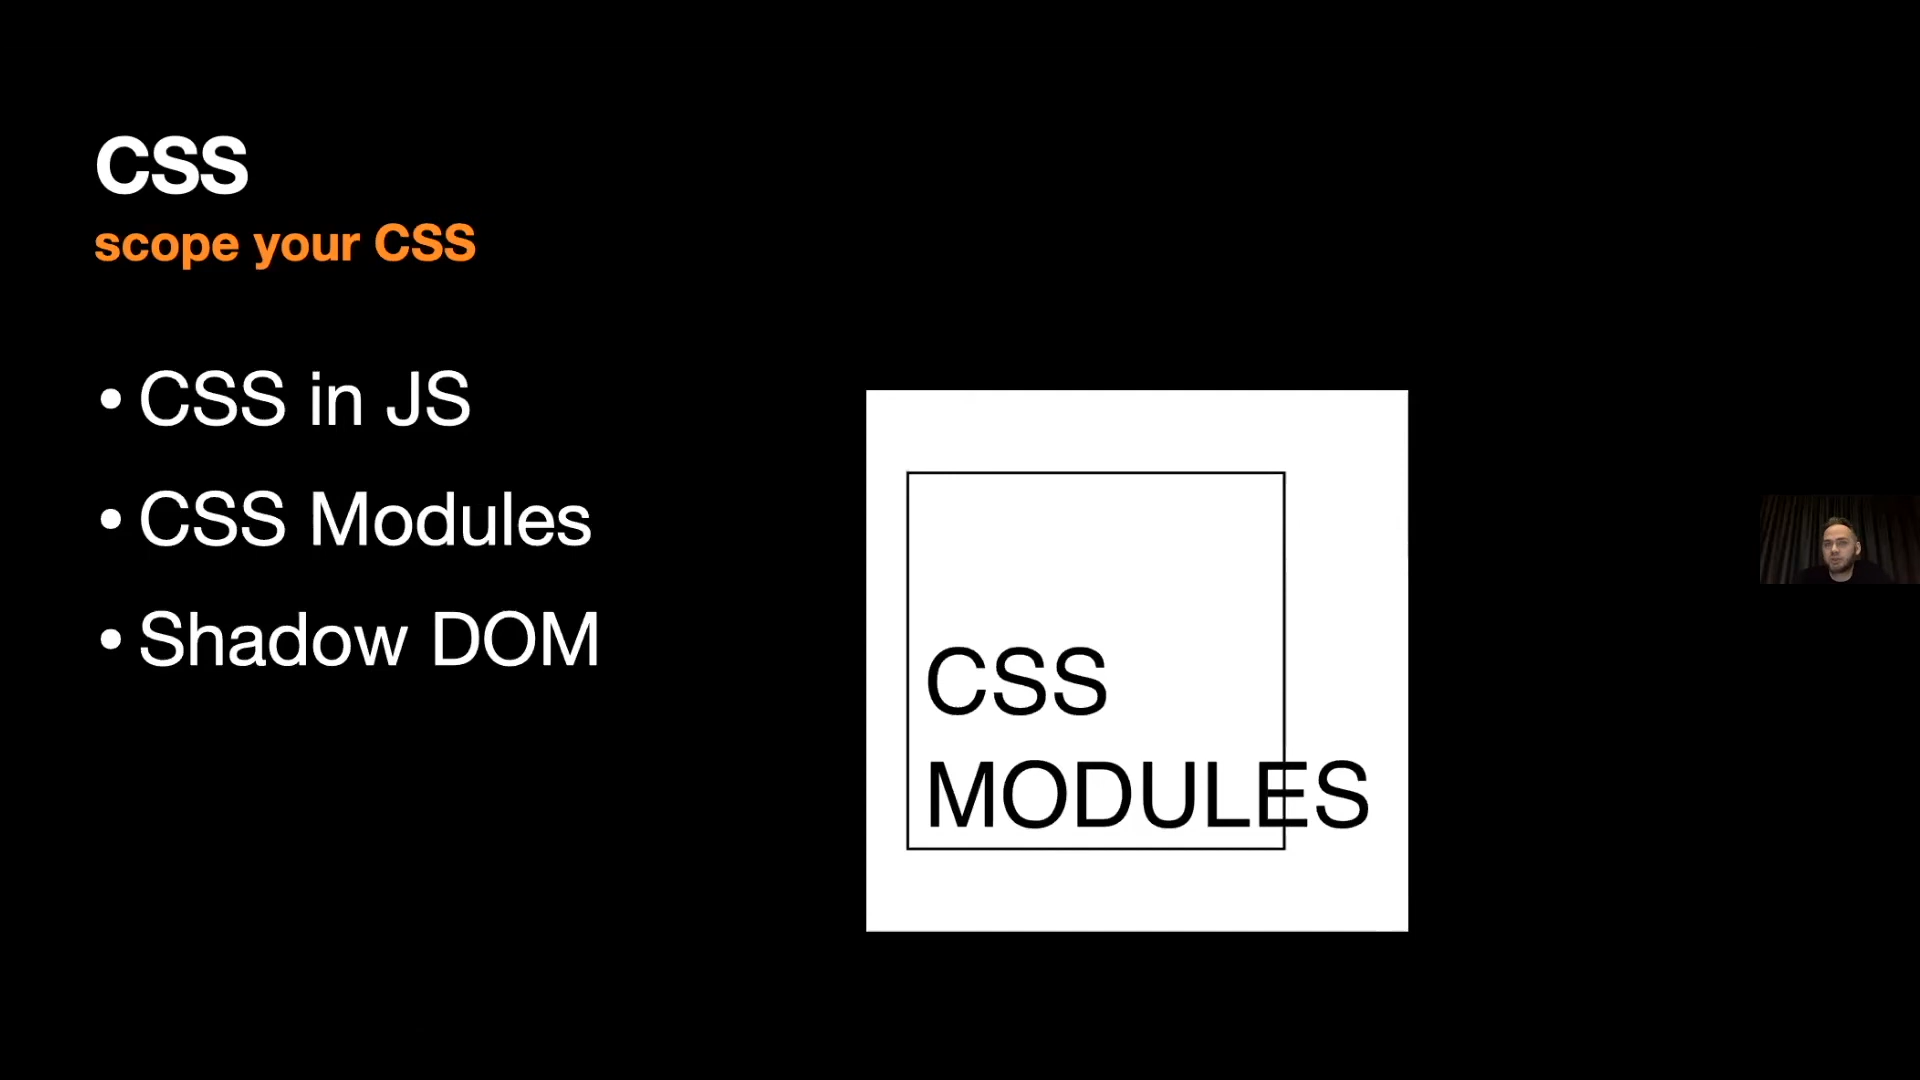 CSS
scope your CSS
• CSS in JS
• CSS Modules
• Shadow DOM
CSS
MODULES